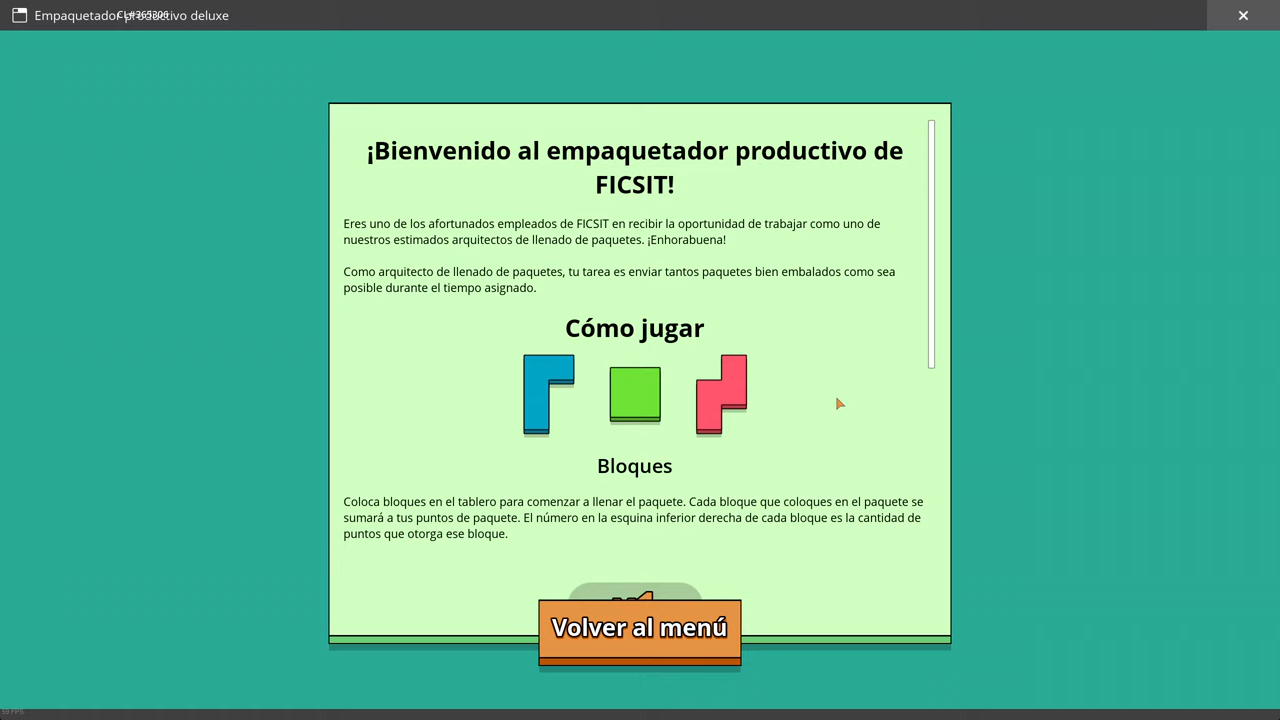 Empaquetador productivo deluxe
¡Bienvenido al empaquetador productivo de
FICSIT!
Eres uno de los afortunados empleados de FICSIT en recibir la oportunidad de trabajar como uno de
nuestros estimados arquitectos de llenado de paquetes. ¡Enhorabuena!
Como arquitecto de llenado de paquetes, tu tarea es enviar tantos paquetes bien embalados como sea
posible durante el tiempo asignado.
Cómo jugar
Bloques
Coloca bloques en el tablero para comenzar a llenar el paquete. Cada bloque que coloques en el paquete se
sumará a tus puntos de paquete. El número en la esquina inferior derecha de cada bloque es la cantidad de
puntos que otorga ese bloque.
Volver al menú
59 FPS